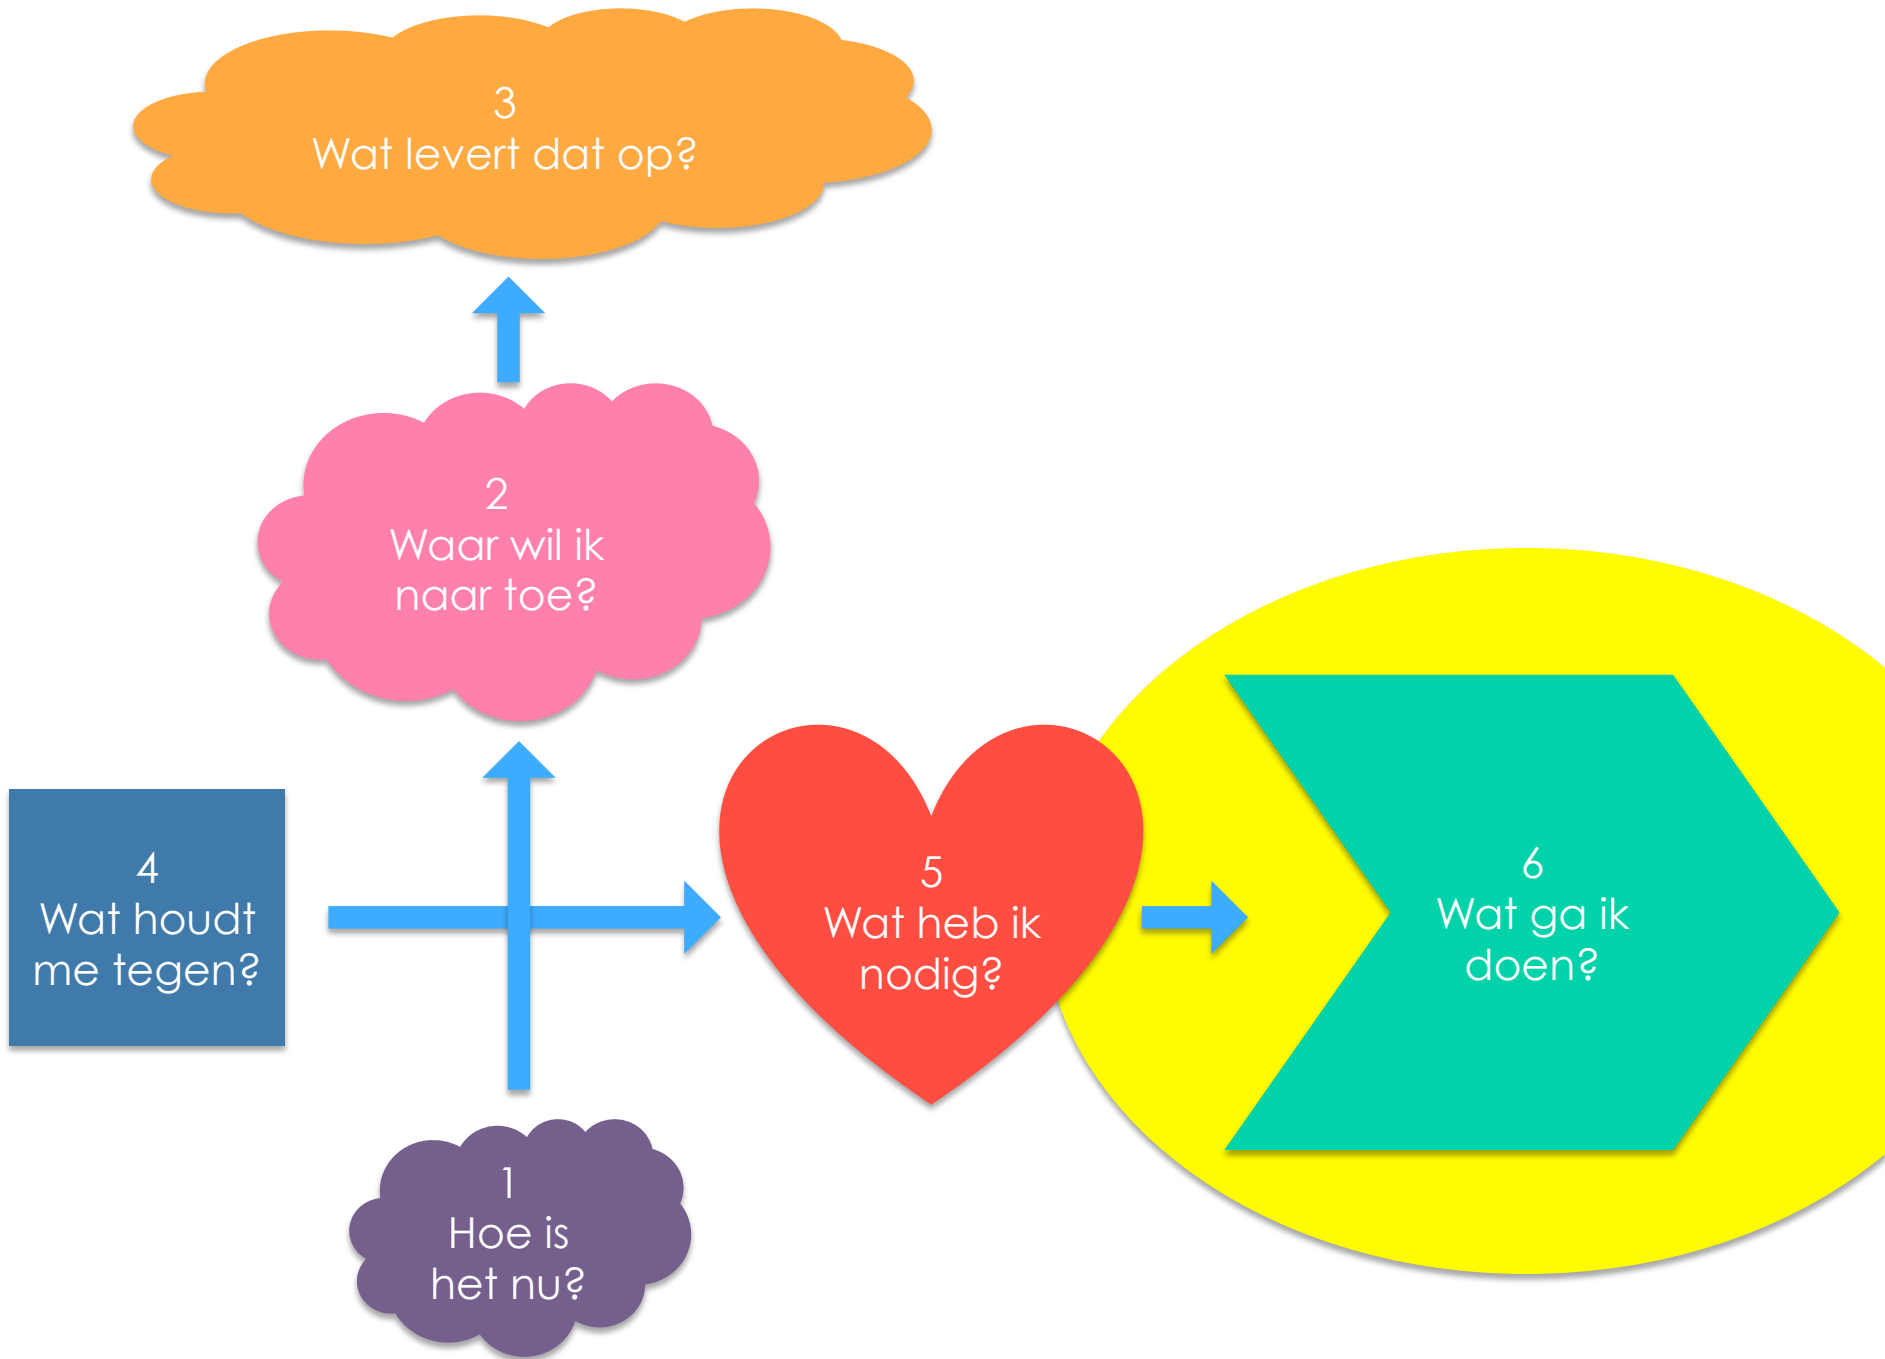 3
Wat levert dat op?
2
Waar wil ik
naar toe?
4
Wat houdt
me tegen?
5
Wat heb ik
nodig?
6
Wat ga ik
doen?
1
Hoe is
het nu?